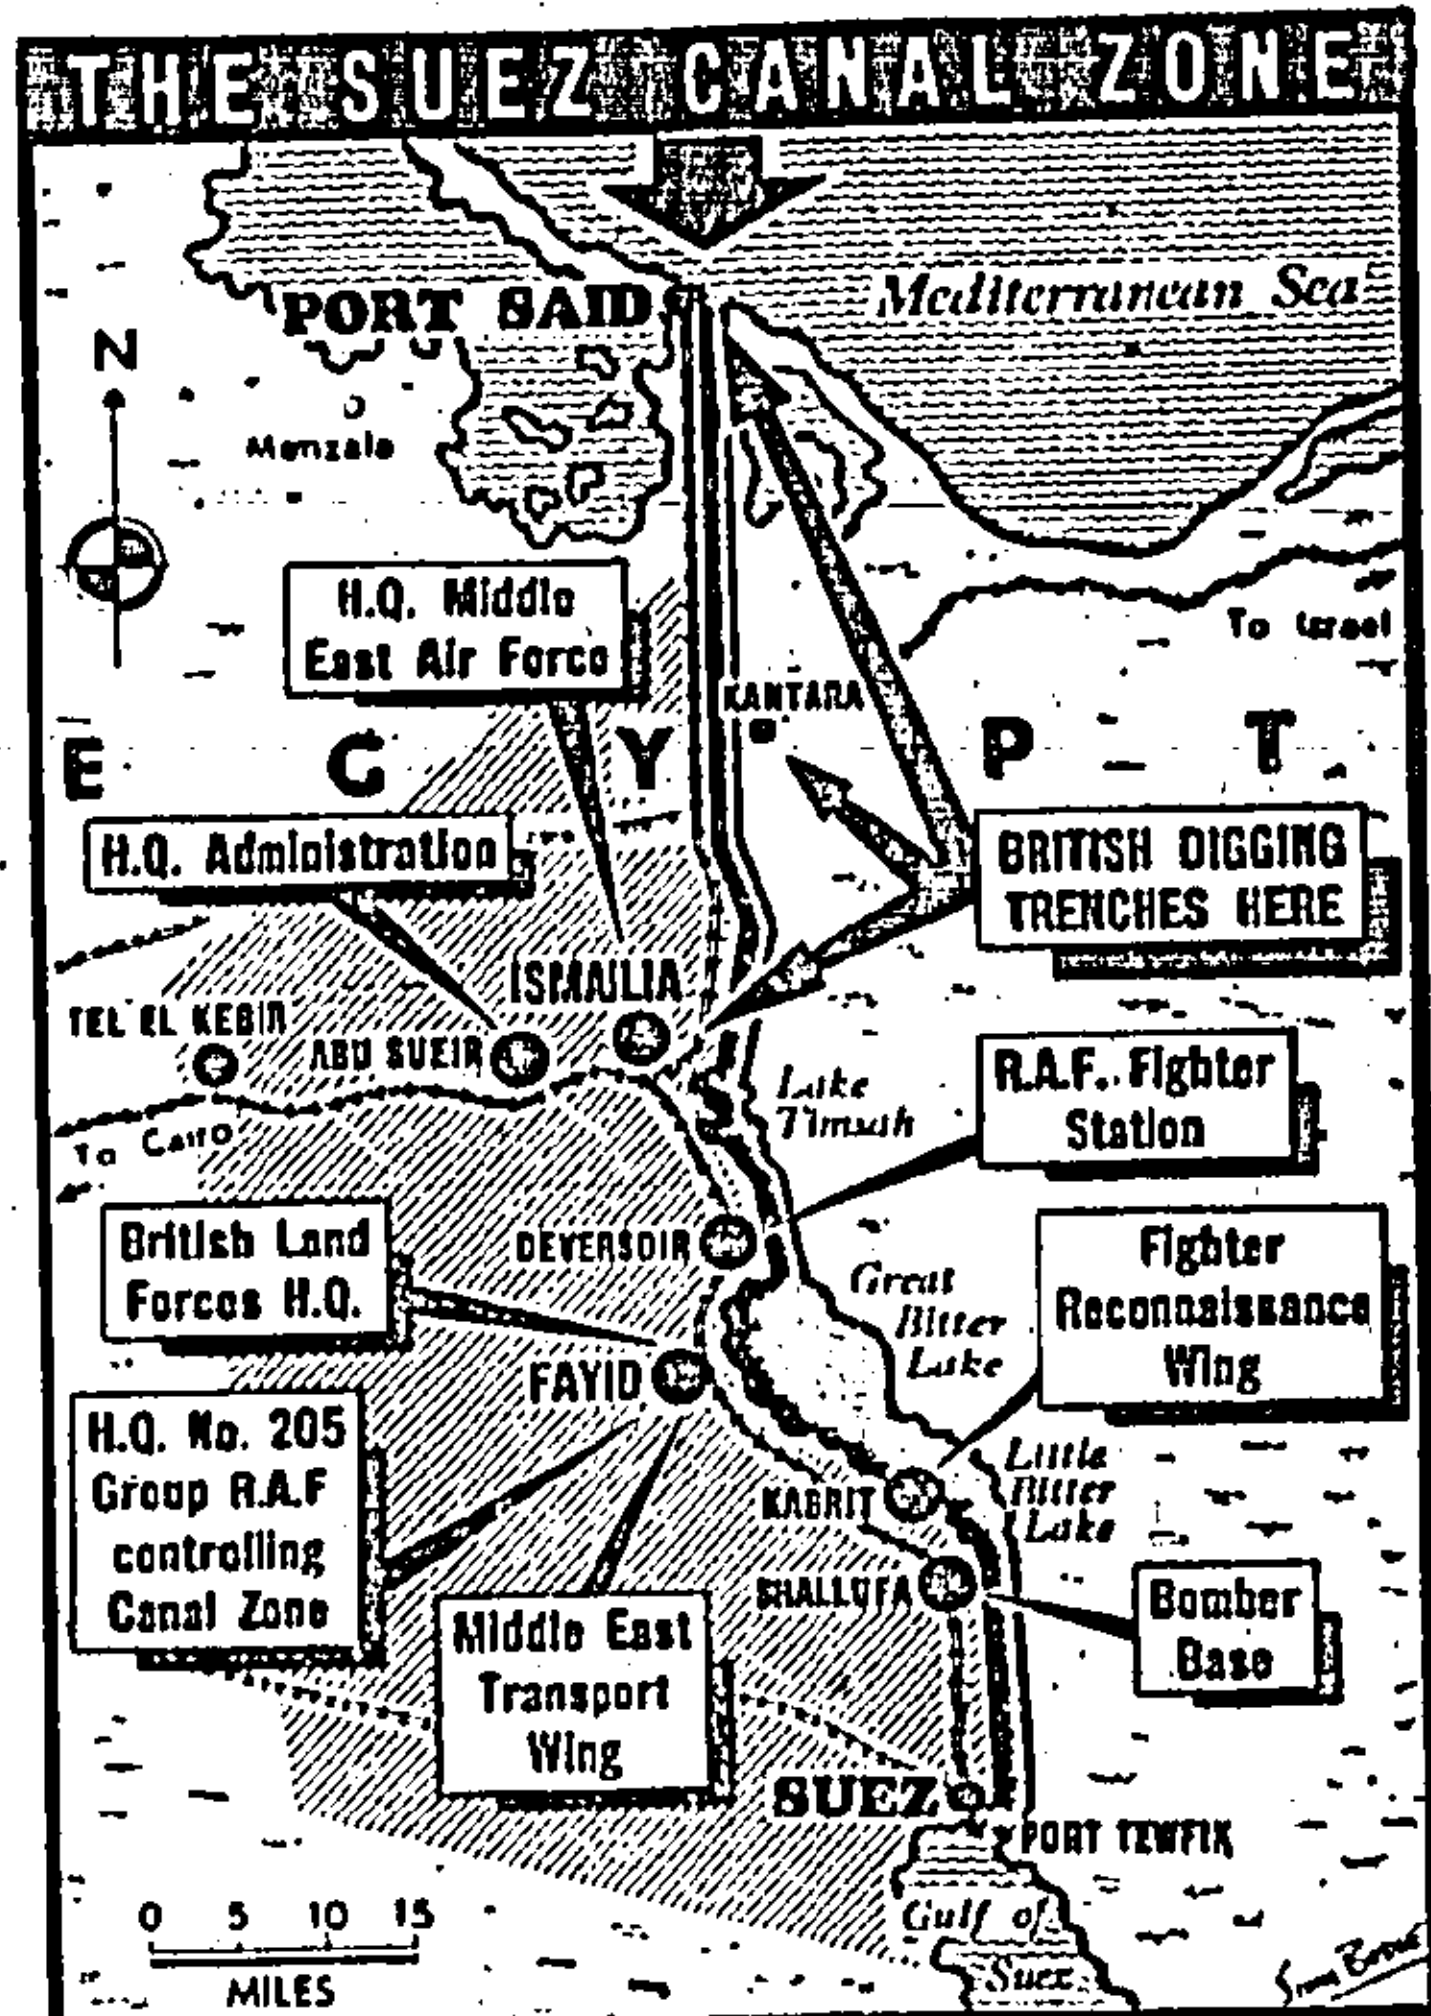 THE SUEZ CANAL ZONE
Mediterranean Sea
PORT SAID
N
Menzala
H.Q. Middle
East Air Force
To Israel
KANTARA
E G Y P T
H.Q. Administration
BRITISH DIGGING
TRENCHES HERE
ISMAILIA
TEL EL KEBIR
ABU SUEIR
R.A.F. Fighter
Station
Lake
Timsah
To Cairo
British Land
Forces H.Q.
DEVERSOIR
Fighter
Reconnaissance
Wing
Great
Bitter
Lake
FAYID
H.Q. No. 205
Group R.A.F
controlling
Canal Zone
Little
Bitter
Lake
KABRIT
SHALLUFA
Bomber
Base
Middle East
Transport
Wing
SUEZ
PORT TEWFIK
Gulf of
Suez
0 5 10 15
MILES